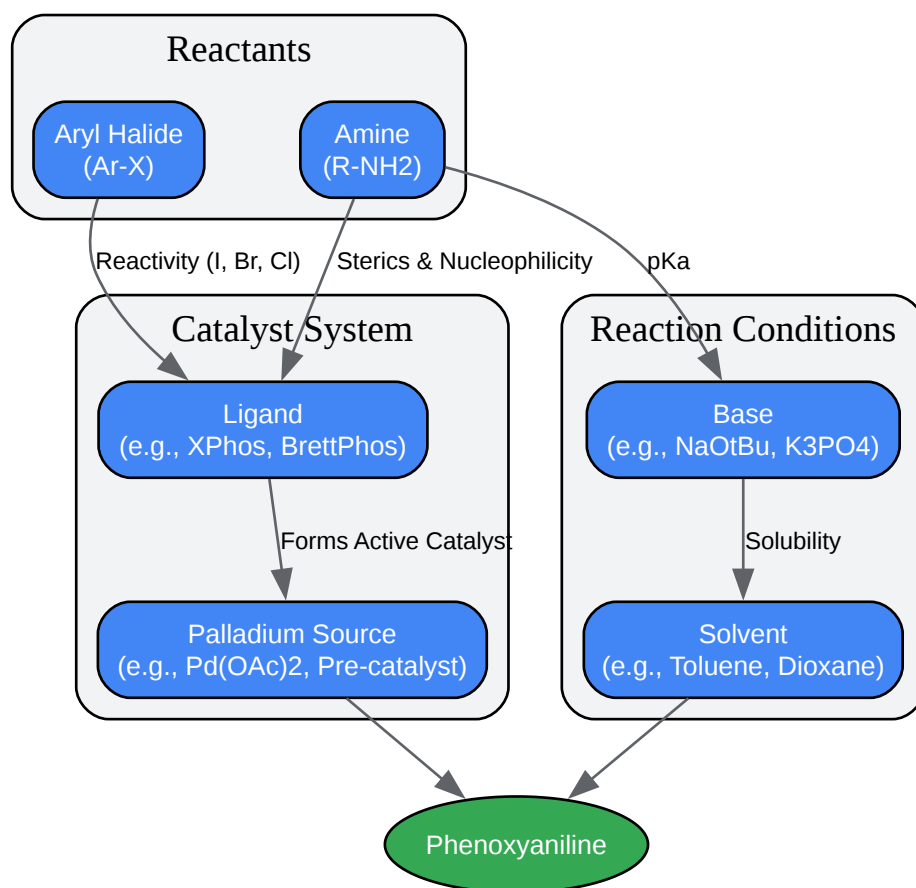 Reactants
Aryl Halide
(Ar-X)
Amine
(R-NH2)
Reactivity (I, Br, Cl)
Sterics & Nucleophilicity
pKa
Catalyst System
Reaction Conditions
Ligand
(e.g., XPhos, BrettPhos)
Base
(e.g., NaOtBu, K3PO4)
Forms Active Catalyst
Solubility
Palladium Source
(e.g., Pd(OAc)2, Pre-catalyst)
Solvent
(e.g., Toluene, Dioxane)
Phenoxyaniline